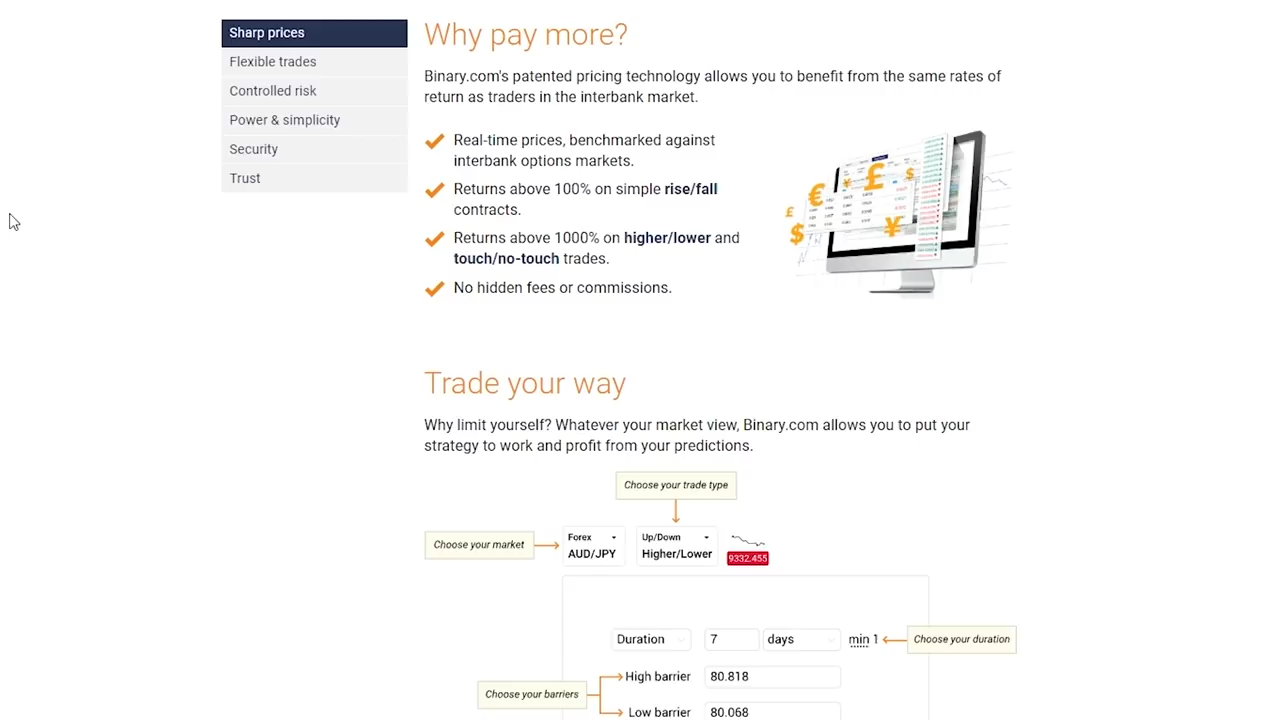 Sharp prices
Flexible trades
Controlled risk
Power & simplicity
Security
Trust
Why pay more?
Binary.com's patented pricing technology allows you to benefit from the same rates of
return as traders in the interbank market.
Real-time prices, benchmarked against
interbank options markets.
Returns above 100% on simple rise/fall
contracts.
Returns above 1000% on higher/lower and
touch/no-touch trades.
No hidden fees or commissions.
Trade your way
Why limit yourself? Whatever your market view, Binary.com allows you to put your
strategy to work and profit from your predictions.
Choose your trade type
Choose your market
Forex
AUD/JPY
Up/Down
Higher/Lower
9332.455
Duration 7 days min 1
Choose your duration
High barrier 80.818
Choose your barriers
Low barrier 80.068